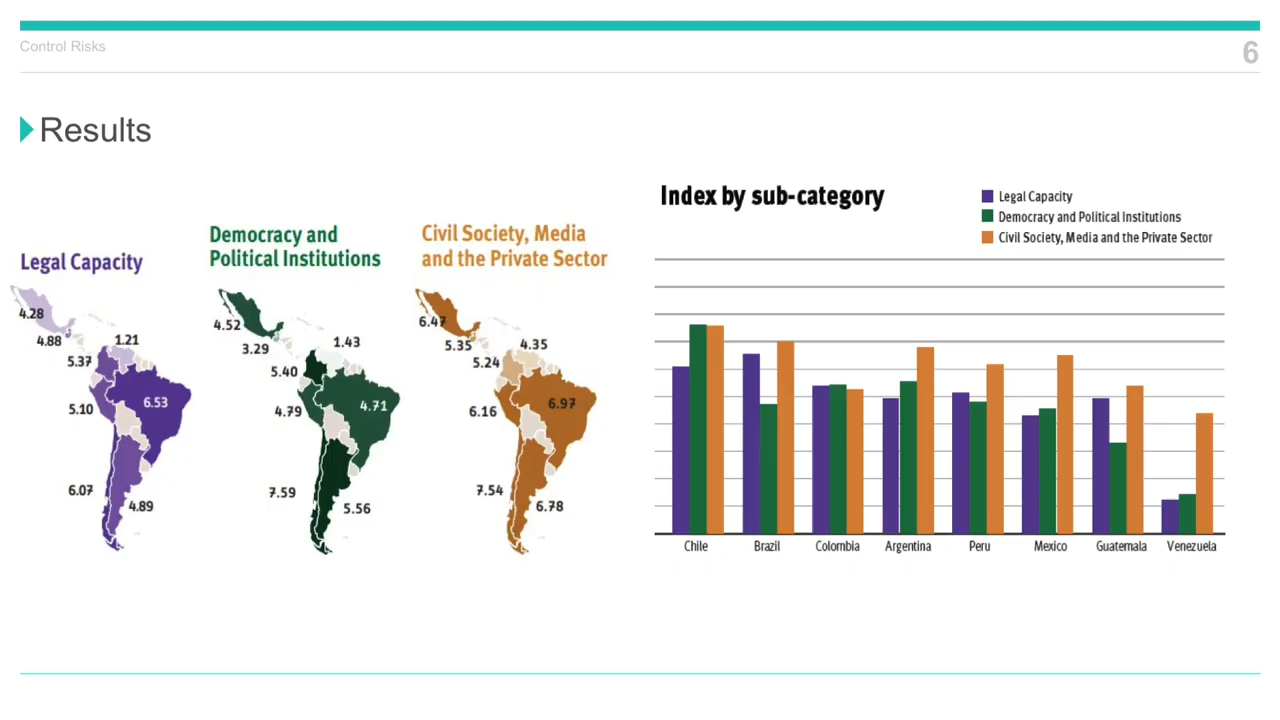 Control Risks
6
Results
Legal Capacity
4.28
4.88
1.21
5.37
5.10
6.53
6.07
4.89
Democracy and
Political Institutions
4.52
3.29
1.43
5.40
4.79
4.71
7.59
5.56
Civil Society, Media
and the Private Sector
6.47
5.35
4.35
5.24
6.16
6.97
7.54
6.78
Index by sub-category
Legal Capacity
Democracy and Political Institutions
Civil Society, Media and the Private Sector
Chile
Brazil
Colombia
Argentina
Peru
Mexico
Guatemala
Venezuela